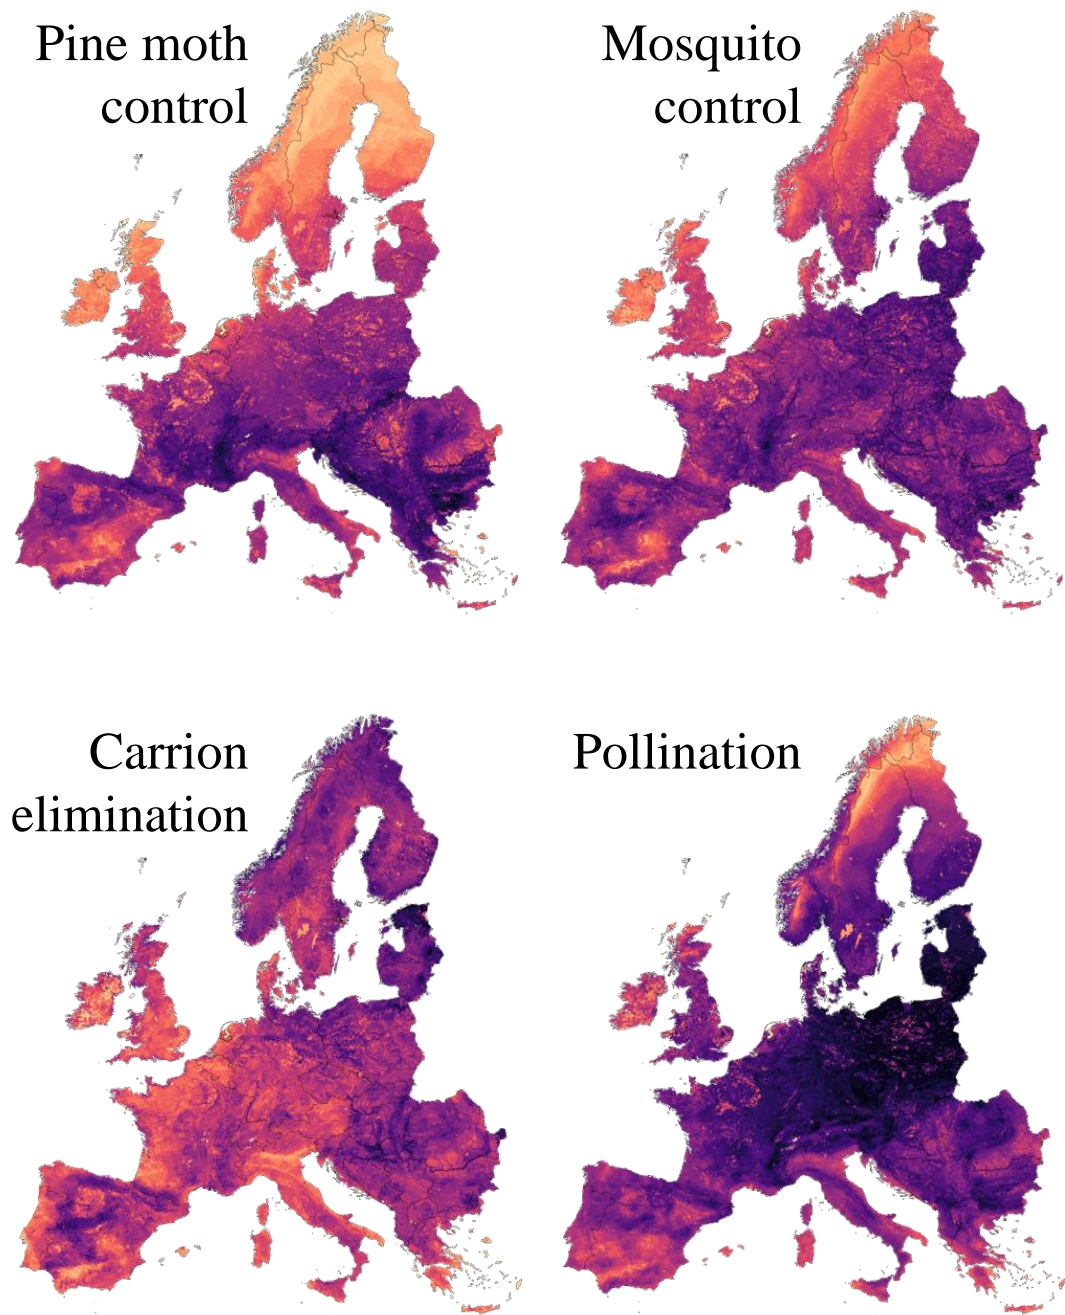 Pine moth
control
Mosquito
control
Carrion
elimination
Pollination